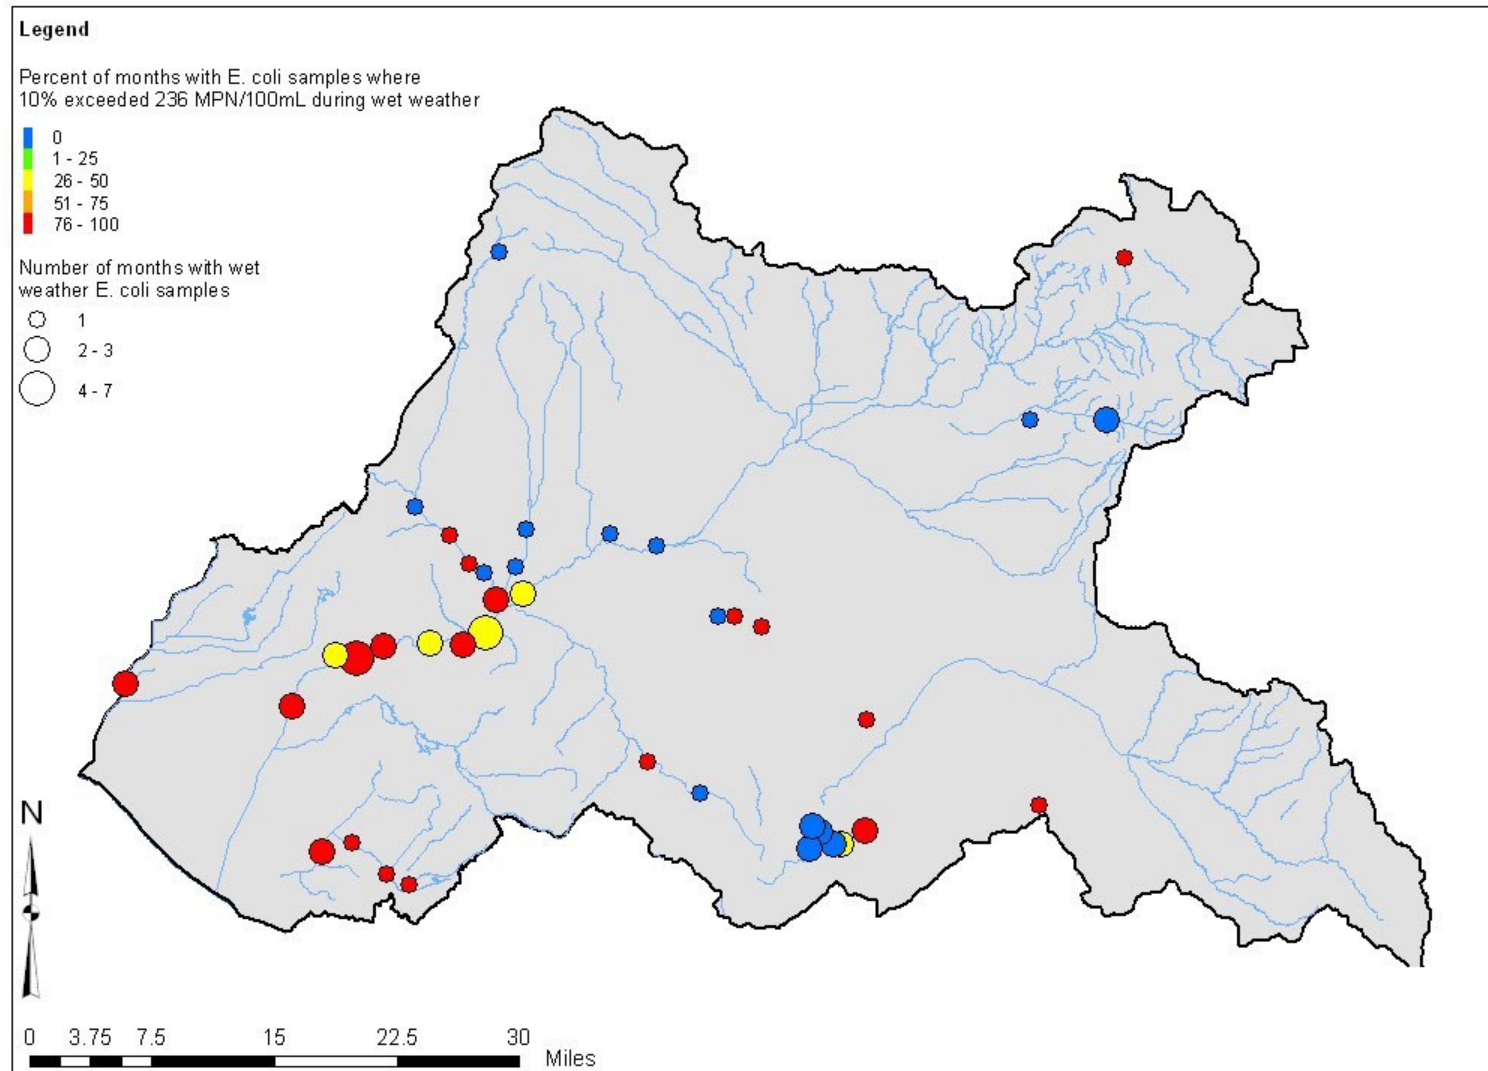 Legend
Percent of months with E. coli samples where
10% exceeded 236 MPN/100mL during wet weather
0
1 - 25
26 - 50
51 - 75
76 - 100
Number of months with wet
weather E. coli samples
1
2 - 3
4 - 7
N
0 3.75 7.5 15 22.5 30
Miles